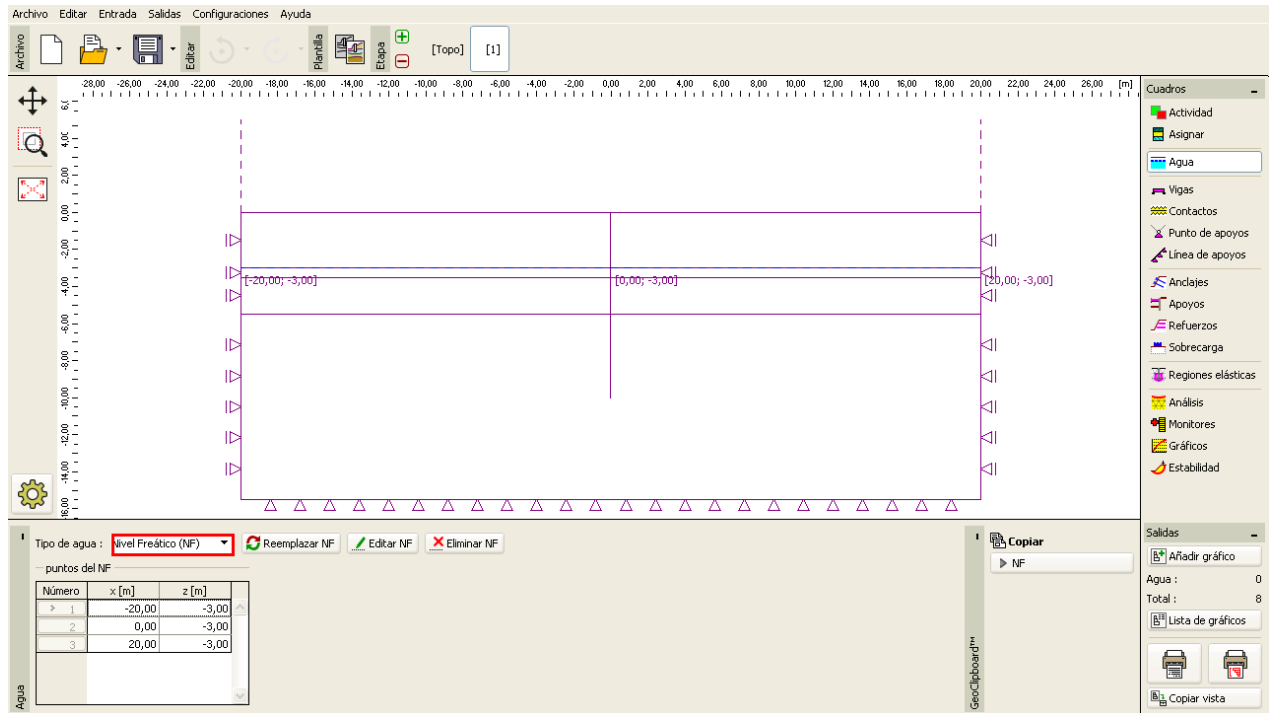 Archivo Editar Entrada Salidas Configuraciones Ayuda
Archivo
Editar
Plantilla
Etapa
[Topo]
[1]
-28,00 -26,00 -24,00 -22,00 -20,00 -18,00 -16,00 -14,00 -12,00 -10,00 -8,00 -6,00 -4,00 -2,00 0,00 2,00 4,00 6,00 8,00 10,00 12,00 14,00 16,00 18,00 20,00 22,00 24,00 26,00 [m]
4,00
2,00
0,00
-2,00
-4,00
-6,00
-8,00
-10,00
-12,00
-14,00
-16,00
[-20,00; -3,00]
[0,00; -3,00]
[20,00; -3,00]
Cuadros
Actividad
Asignar
Agua
Vigas
Contactos
Punto de apoyos
Línea de apoyos
Anclajes
Apoyos
Refuerzos
Sobrecarga
Regiones elásticas
Análisis
Monitores
Gráficos
Estabilidad
Agua
Tipo de agua : Nivel Freático (NF)
Reemplazar NF
Editar NF
Eliminar NF
puntos del NF
Número x [m] z [m]
> 1 -20,00 -3,00
2 0,00 -3,00
3 20,00 -3,00
GeoClipboard™
Copiar
NF
Salidas
Añadir gráfico
Agua : 0
Total : 8
Lista de gráficos
Copiar vista